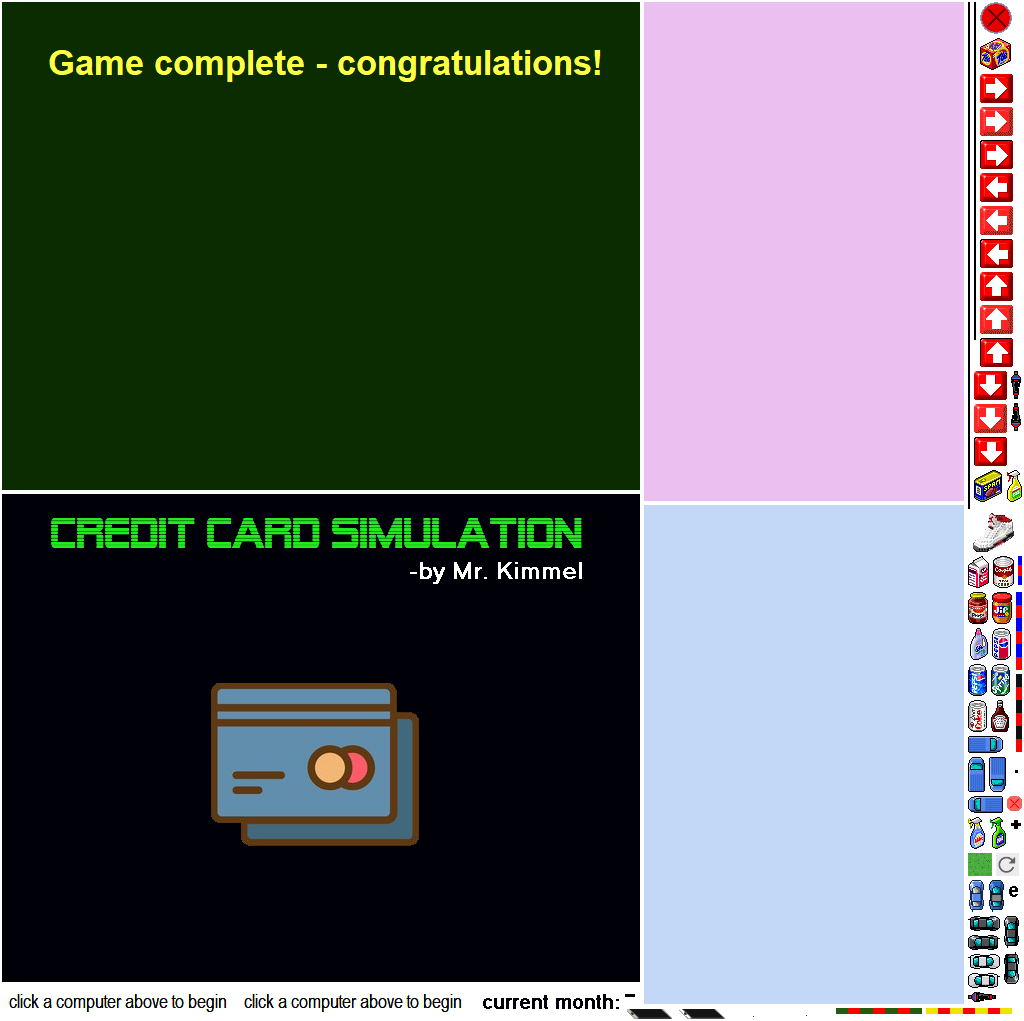 Game complete - congratulations!
CREDIT CARD SIMULATION
-by Mr. Kimmel
click a computer above to begin
click a computer above to begin
current month: -
e